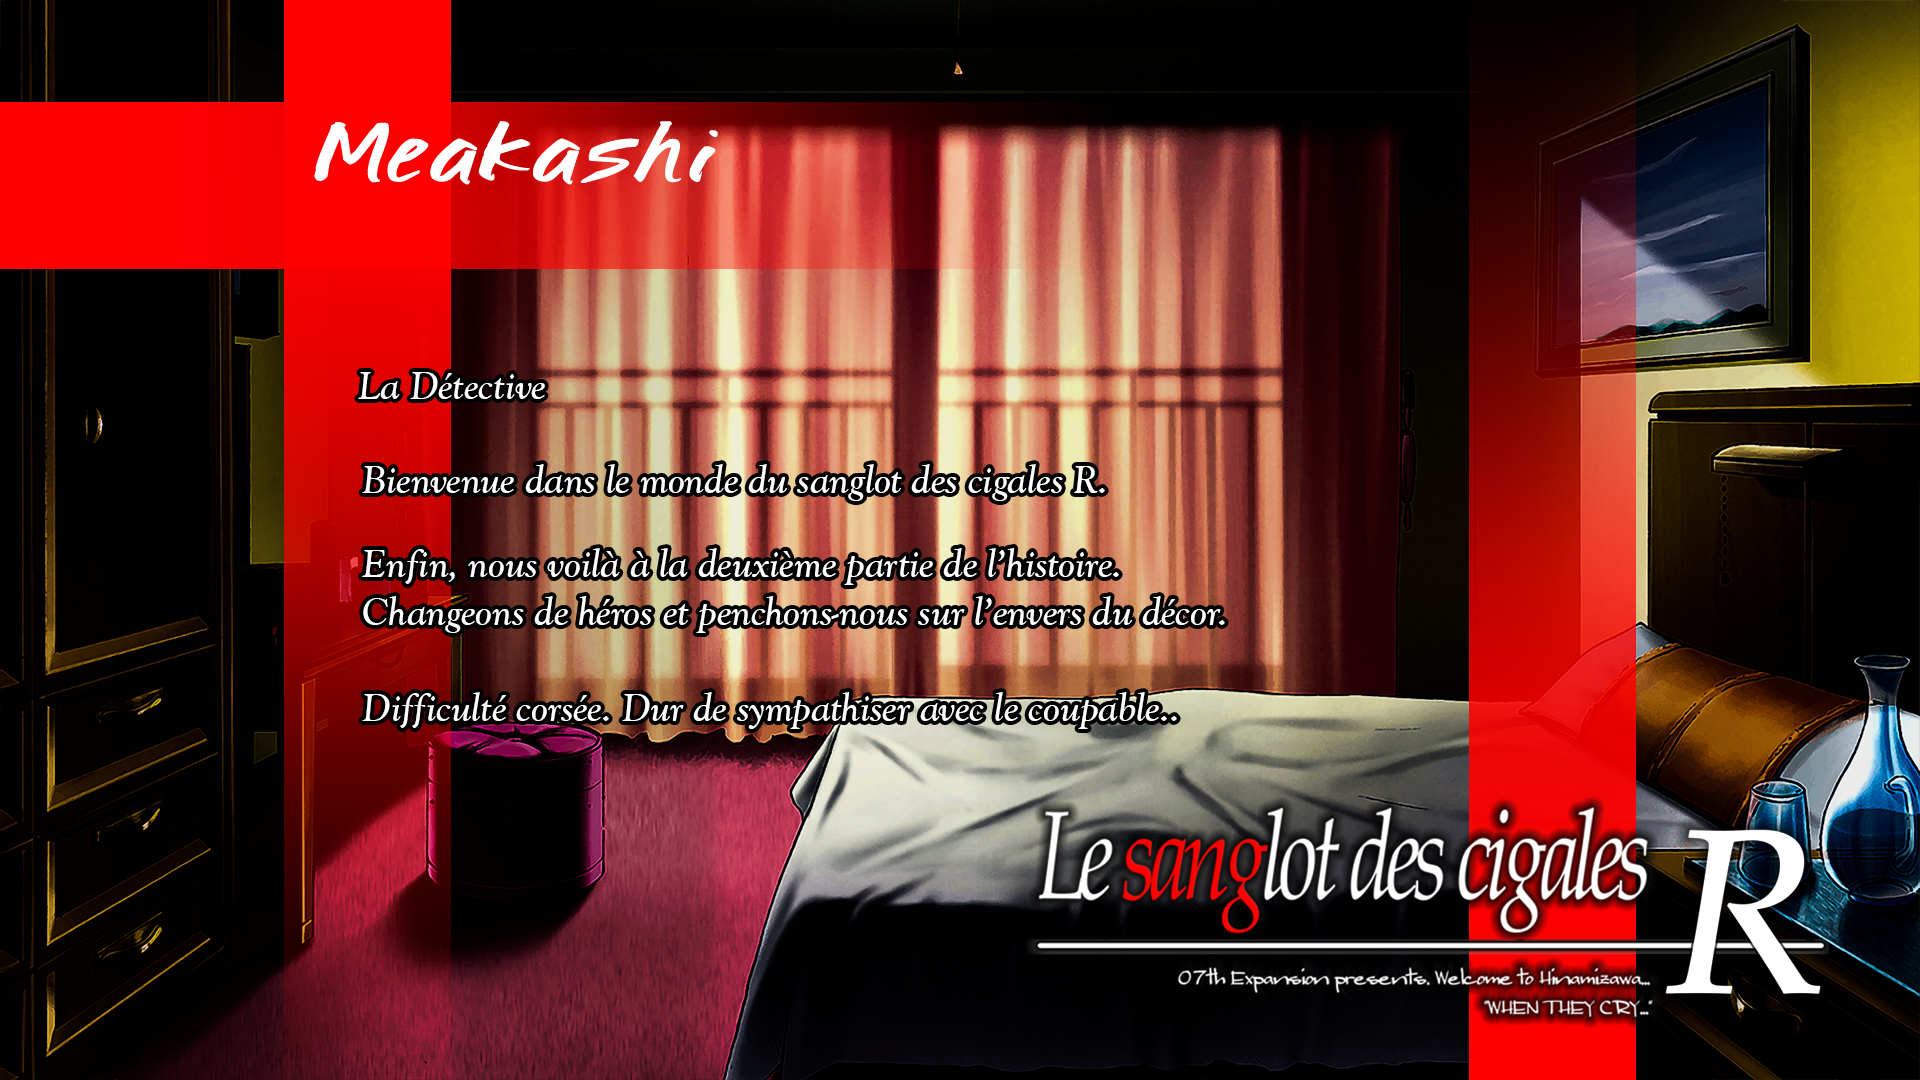 Meakashi
La Détective
Bienvenue dans le monde du sanglot des cigales R.
Enfin, nous voilà à la deuxième partie de l'histoire.
Changeons de héros et penchons-nous sur l'envers du décor.
Difficulté corsée. Dur de sympathiser avec le coupable..
Le sanglot des cigales R
07th Expansion presents. Welcome to Hinamizawa...
"WHEN THEY CRY..."